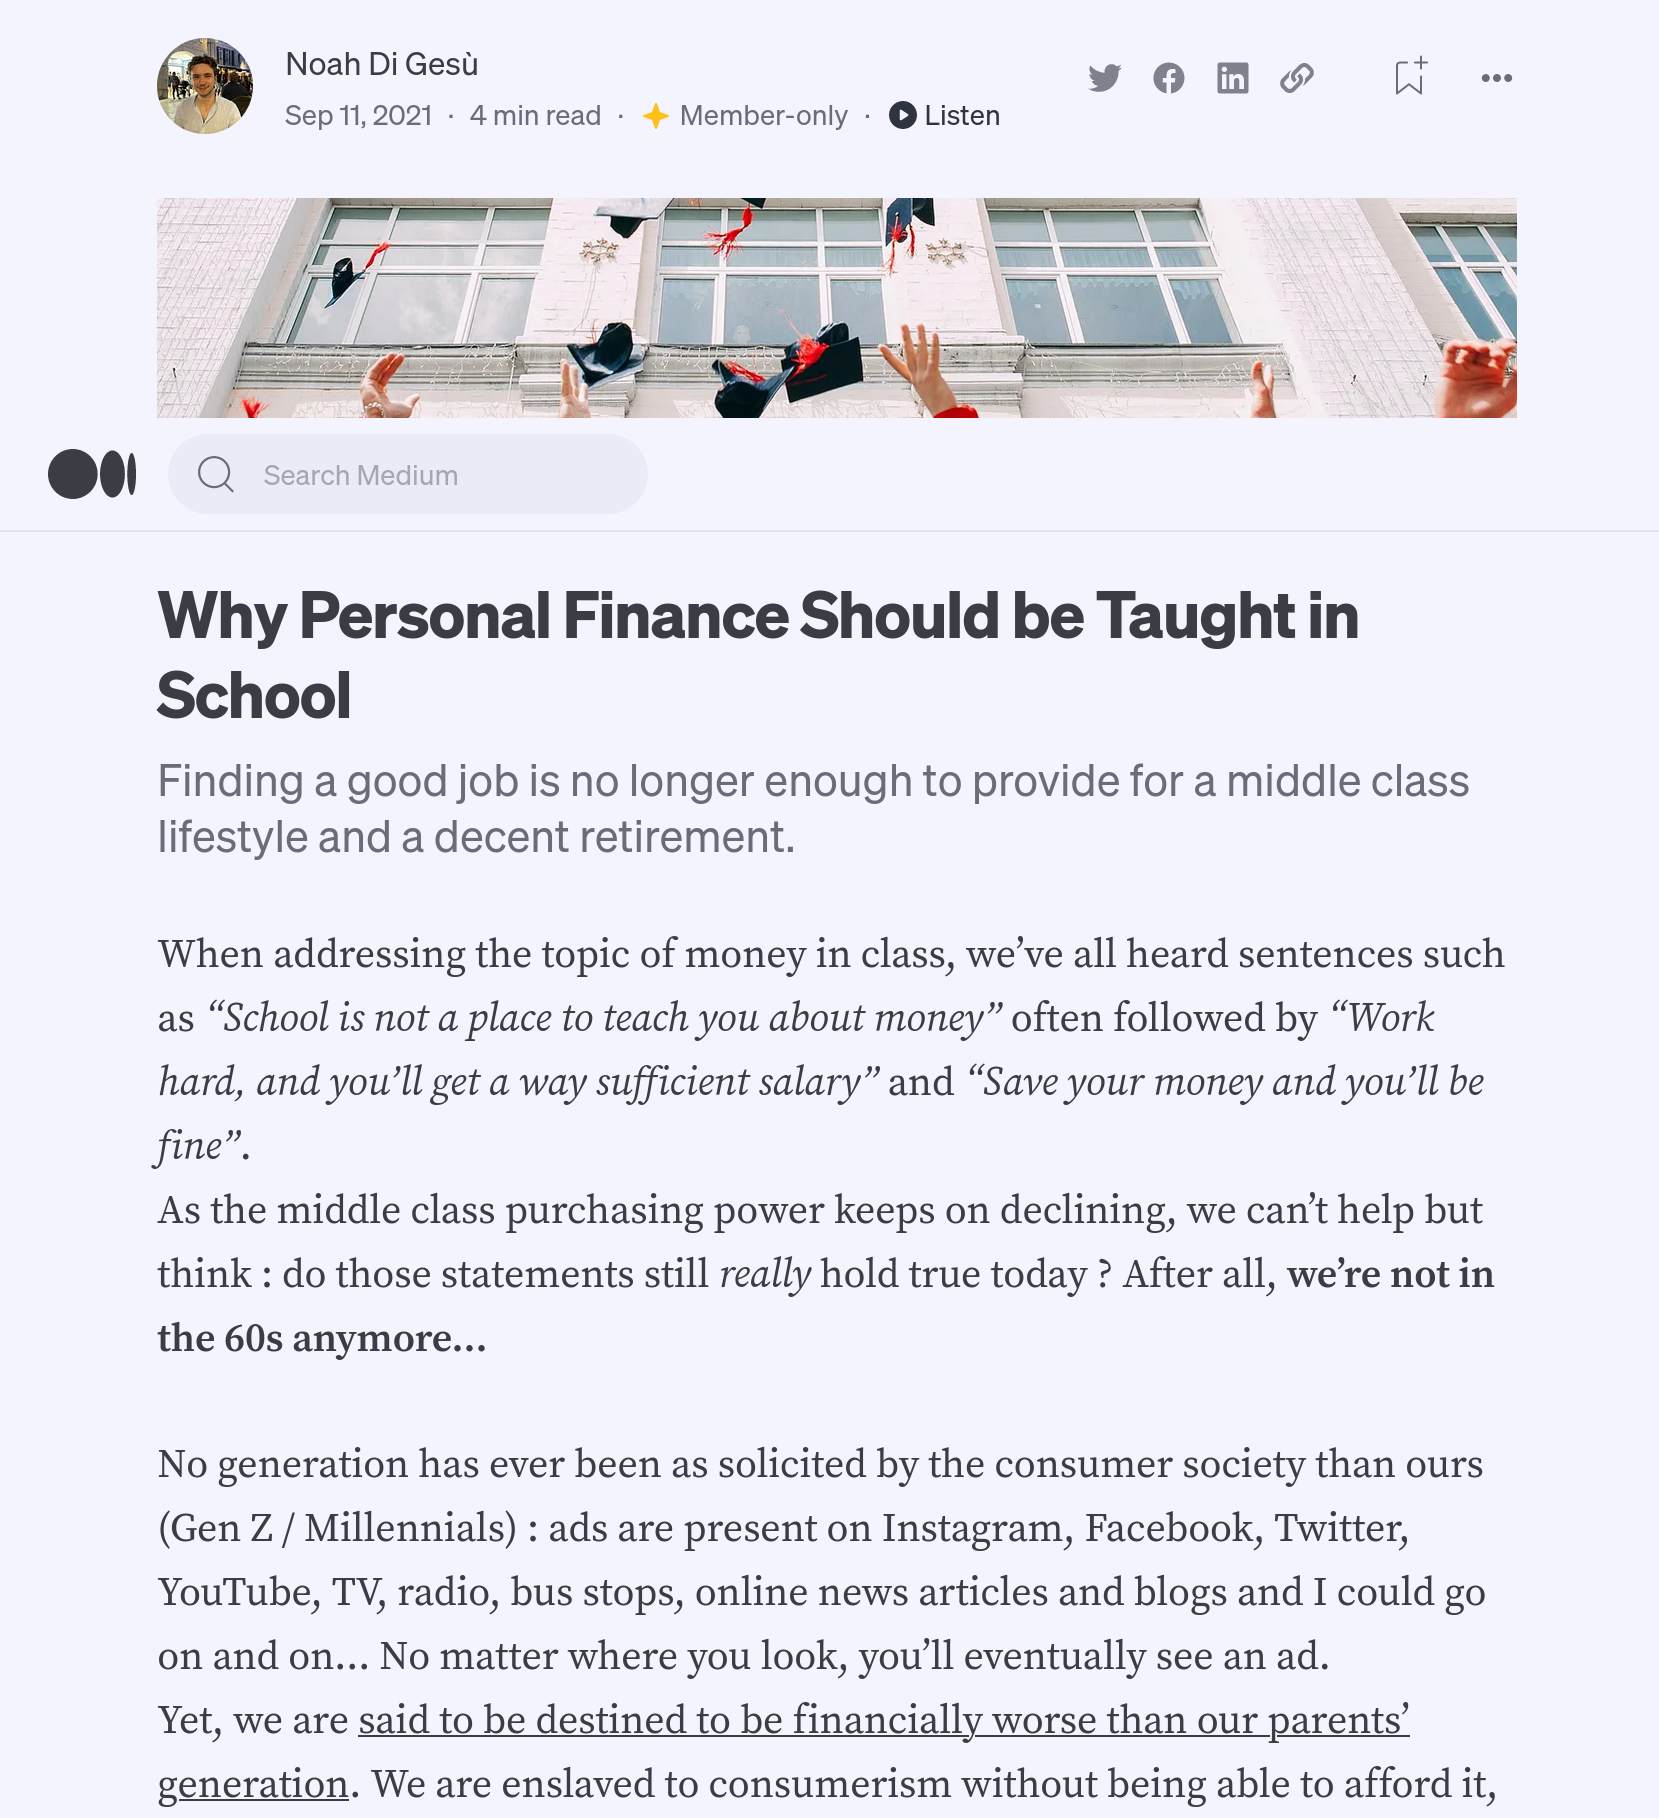 Noah Di Gesù
Sep 11, 2021 · 4 min read · Member-only · Listen
Search Medium
Why Personal Finance Should be Taught in
School
Finding a good job is no longer enough to provide for a middle class
lifestyle and a decent retirement.
When addressing the topic of money in class, we’ve all heard sentences such
as “School is not a place to teach you about money” often followed by “Work
hard, and you’ll get a way sufficient salary” and “Save your money and you’ll be
fine”.
As the middle class purchasing power keeps on declining, we can’t help but
think : do those statements still really hold true today ? After all, we’re not in
the 60s anymore…
No generation has ever been as solicited by the consumer society than ours
(Gen Z / Millennials) : ads are present on Instagram, Facebook, Twitter,
YouTube, TV, radio, bus stops, online news articles and blogs and I could go
on and on… No matter where you look, you’ll eventually see an ad.
Yet, we are said to be destined to be financially worse than our parents’
generation. We are enslaved to consumerism without being able to afford it,